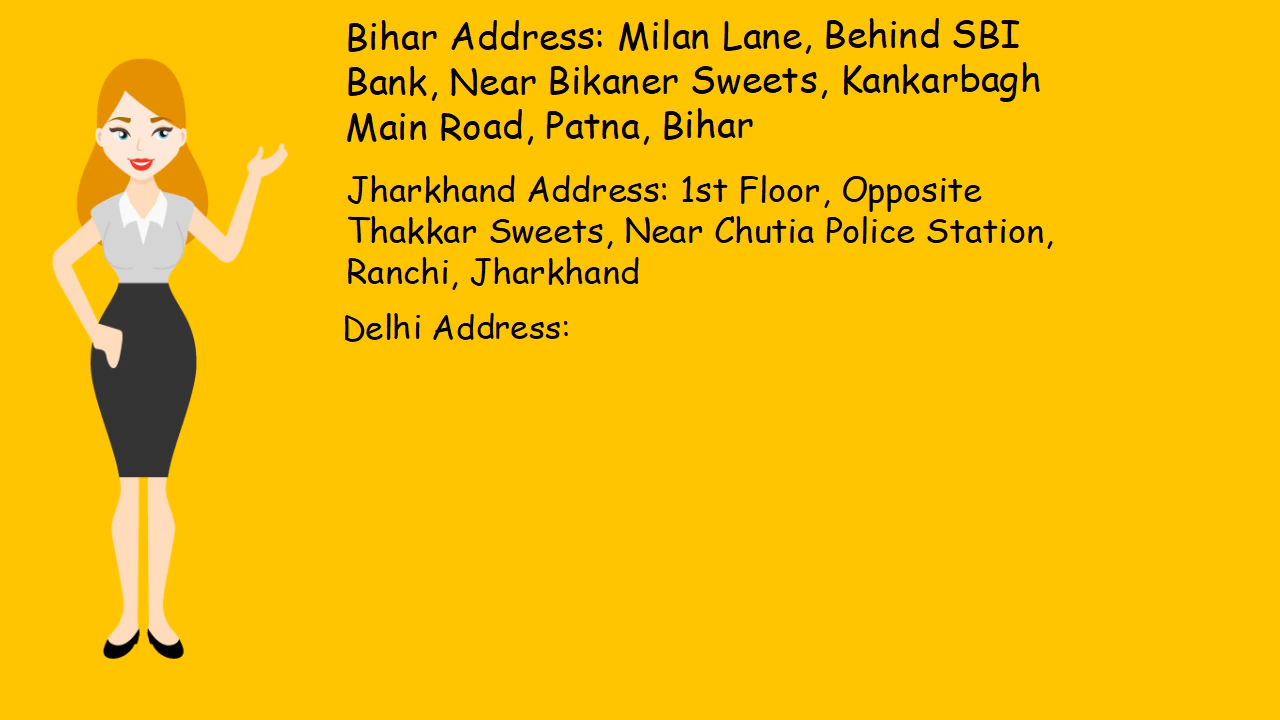 Bihar Address: Milan Lane, Behind SBI
Bank, Near Bikaner Sweets, Kankarbagh
Main Road, Patna, Bihar
Jharkhand Address: 1st Floor, Opposite
Thakkar Sweets, Near Chutia Police Station,
Ranchi, Jharkhand
Delhi Address: